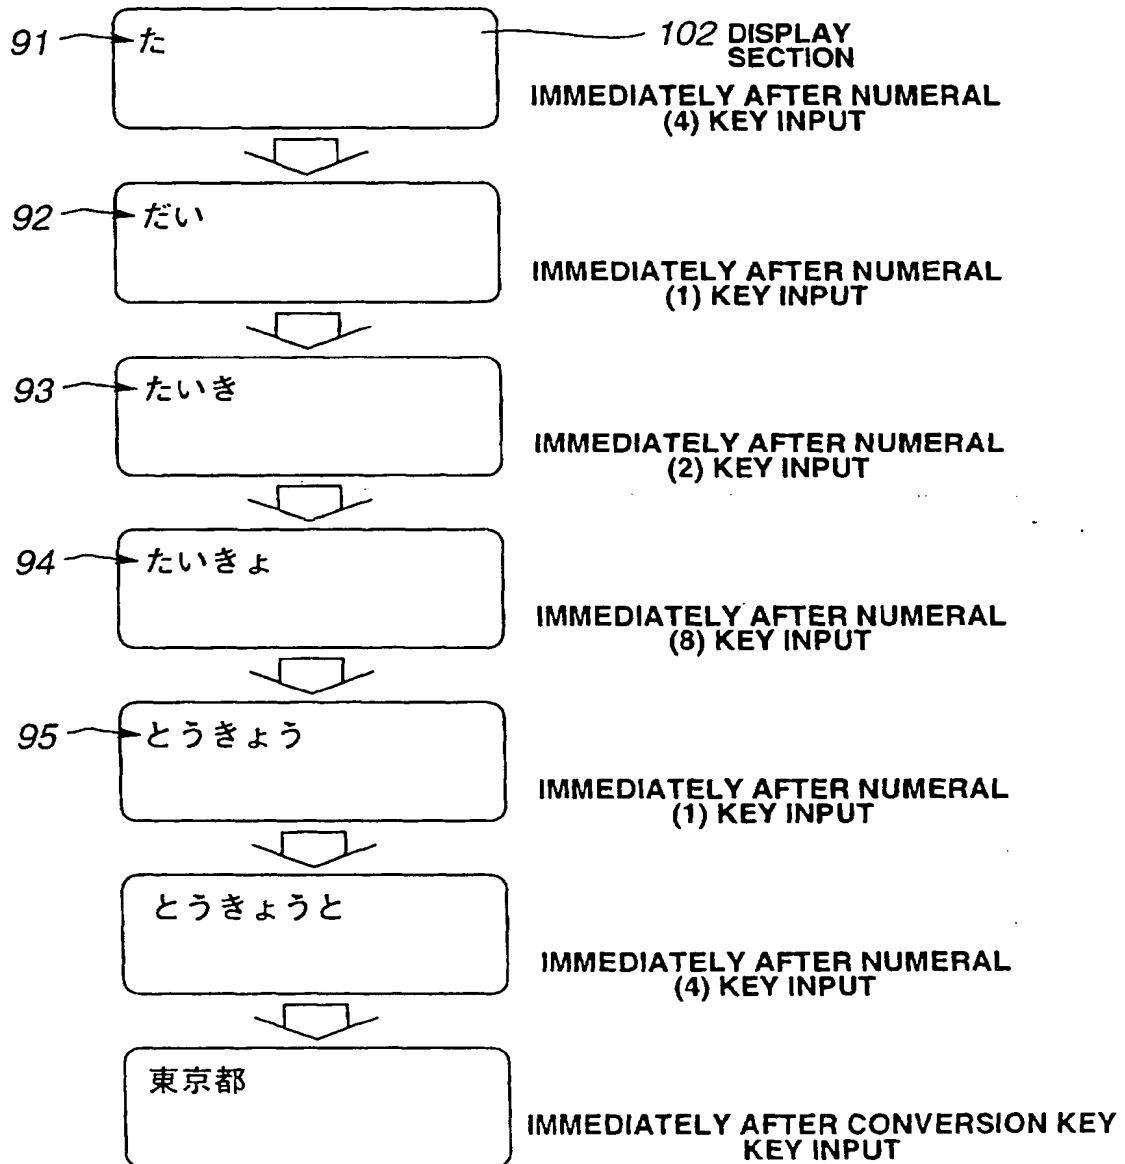 91
た
102 DISPLAY
SECTION
IMMEDIATELY AFTER NUMERAL
(4) KEY INPUT
92
だい
IMMEDIATELY AFTER NUMERAL
(1) KEY INPUT
93
たいき
IMMEDIATELY AFTER NUMERAL
(2) KEY INPUT
94
たいきょ
IMMEDIATELY AFTER NUMERAL
(8) KEY INPUT
95
とうきょう
IMMEDIATELY AFTER NUMERAL
(1) KEY INPUT
とうきょうと
IMMEDIATELY AFTER NUMERAL
(4) KEY INPUT
東京都
IMMEDIATELY AFTER CONVERSION KEY
KEY INPUT